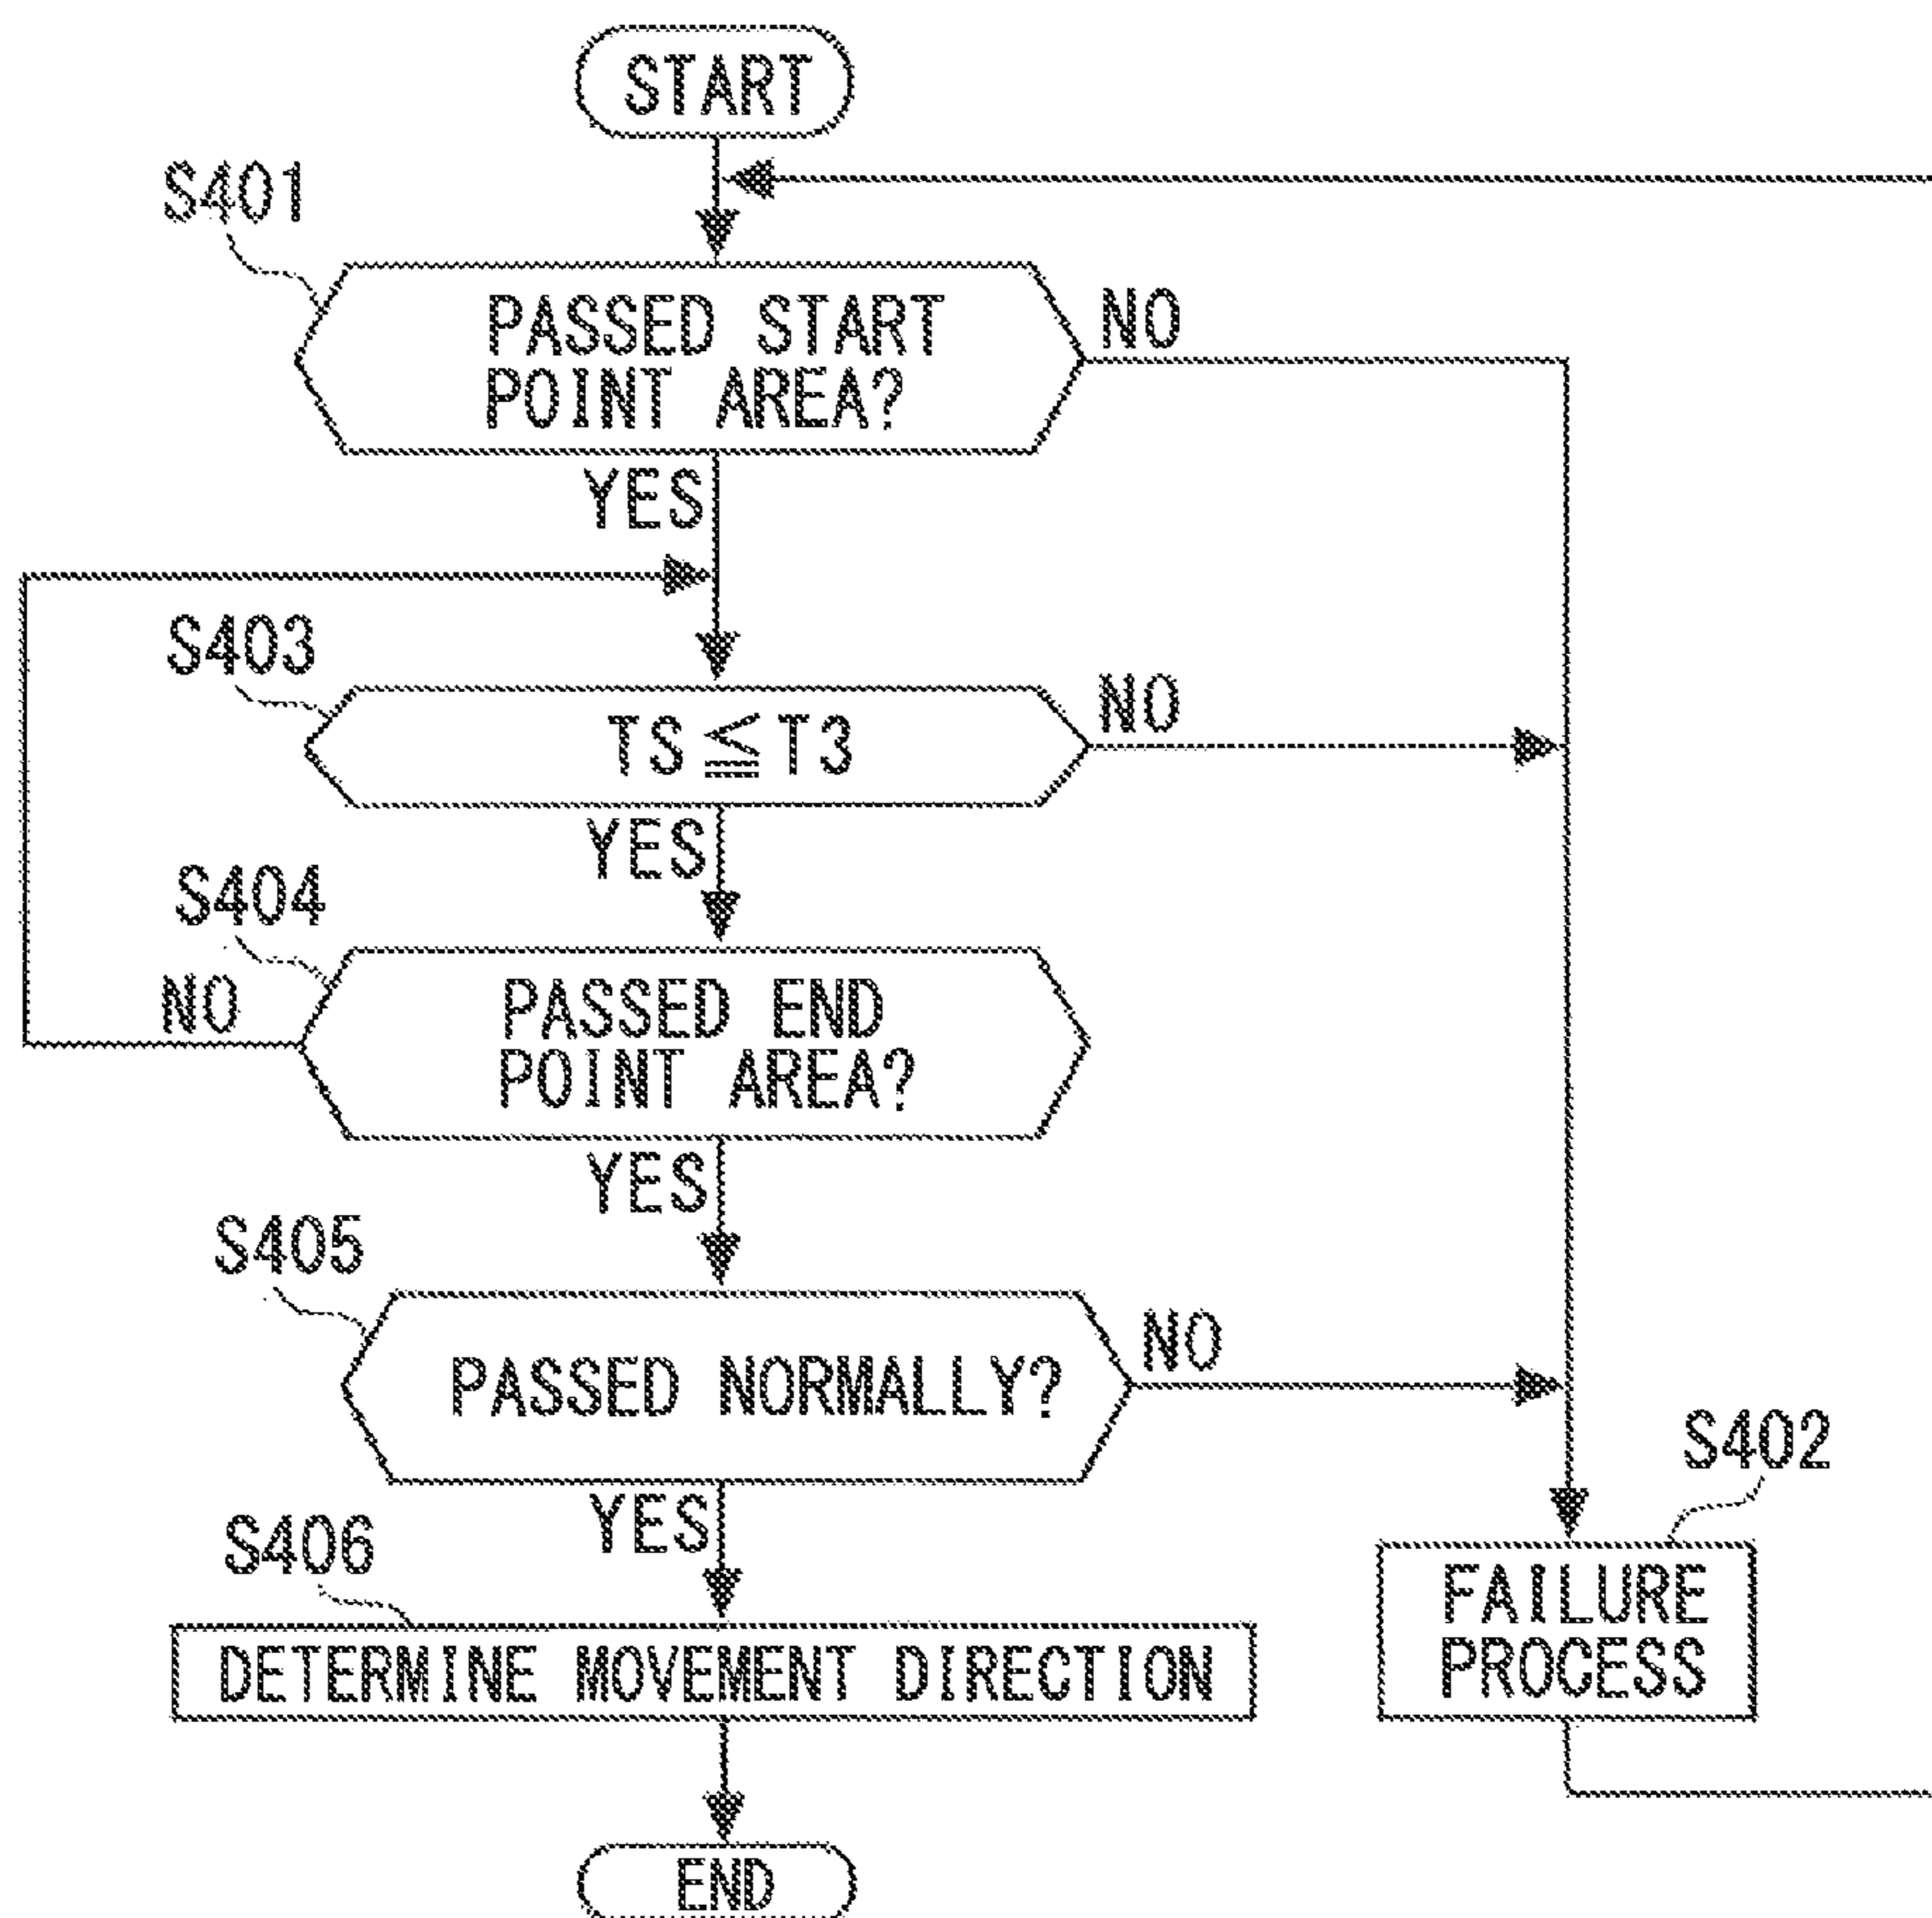 START
S401
PASSED START
POINT AREA?
NO
YES
S403
TS≦T3
NO
YES
S404
NO
PASSED END
POINT AREA?
YES
S405
PASSED NORMALLY?
NO
YES
S402
FAILURE
PROCESS
S406
DETERMINE MOVEMENT DIRECTION
END